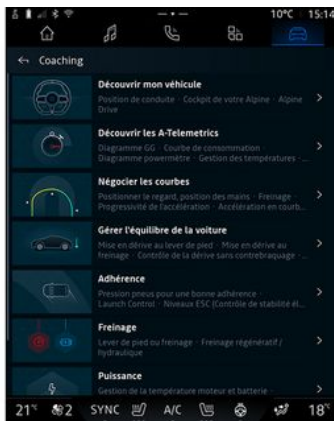 10°C 15:14
Coaching
Découvrir mon véhicule
Position de conduite · Cockpit de votre Alpine · Alpine
Drive
Découvrir les A-Telemetrics
Diagramme GG · Courbe de consommation ·
Diagramme powermètre · Gestion des températures · ...
Négocier les courbes
Positionner le regard, position des mains · Freinage ·
Progressivité de l'accélération · Accélération en courb...
Gérer l'équilibre de la voiture
Mise en dérive au lever de pied · Mise en dérive au
freinage · Contrôle de la dérive sans contrebraquage · ...
Adhérence
Pression pneus pour une bonne adhérence ·
Launch Control · Niveaux ESC (Contrôle de stabilité él...
Freinage
Lever de pied ou freinage · Freinage régénératif /
hydraulique
Puissance
Gestion de la température moteur et batterie ·
21°C 2 SYNC A/C 18°